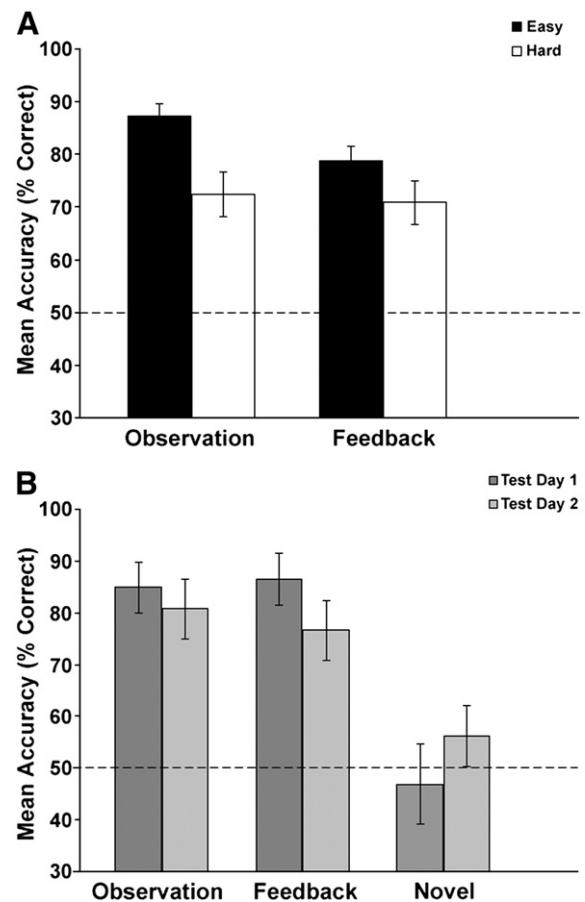 A
Easy
Hard
Mean Accuracy (% Correct)
100
90
80
70
60
50
40
30
Observation Feedback
B
Test Day 1
Test Day 2
Mean Accuracy (% Correct)
100
90
80
70
60
50
40
30
Observation Feedback Novel